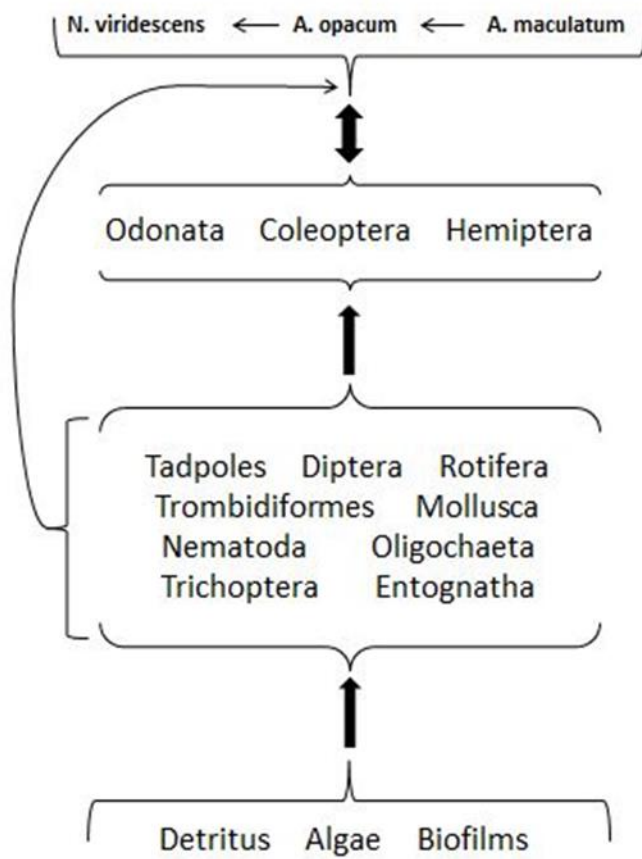 N. viridescens A. opacum A. maculatum
Odonata Coleoptera Hemiptera
Tadpoles Diptera Rotifera
Trombidiformes Mollusca
Nematoda Oligochaeta
Trichoptera Entognatha
Detritus Algae Biofilms